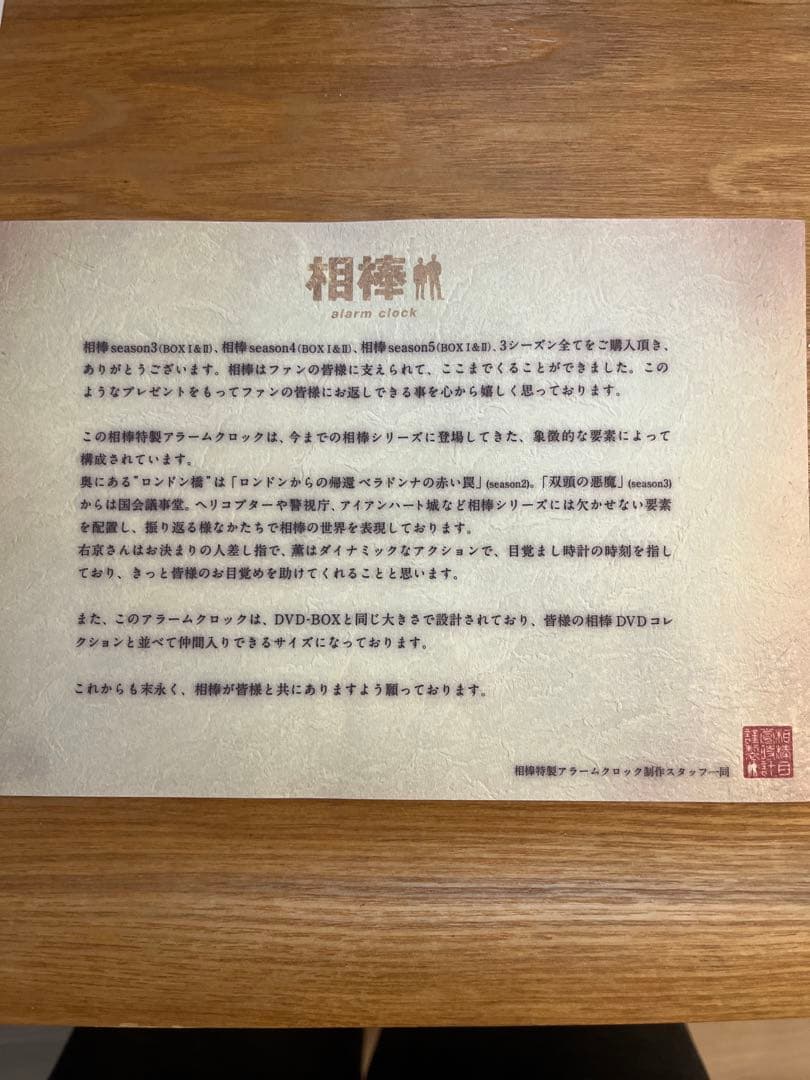 相棒
alarm clock
相棒season3(BOX I&II)、相棒season4(BOX I&II)、相棒season5(BOX I&II)、3シーズン全てをご購入頂き、
ありがとうございます。相棒はファンの皆様に支えられて、ここまでくることができました。この
ようなプレゼントをもってファンの皆様にお返しできる事を心から嬉しく思っております。
この相棒特製アラームクロックは、今までの相棒シリーズに登場してきた、象徴的な要素によって
構成されています。
奥にある"ロンドン橋"は「ロンドンからの帰還 ベラドンナの赤い罠」(season2)。「双頭の悪魔」(season3)
からは国会議事堂。ヘリコプターや警視庁、アイアンハート城など相棒シリーズには欠かせない要素
を配置し、振り返る様なかたちで相棒の世界を表現しております。
右京さんはお決まりの人差し指で、薫はダイナミックなアクションで、目覚まし時計の時刻を指し
ており、きっと皆様のお目覚めを助けてくれることと思います。
また、このアラームクロックは、DVD-BOXと同じ大きさで設計されており、皆様の相棒DVDコレ
クションと並べて仲間入りできるサイズになっております。
これからも末永く、相棒が皆様と共にありますよう願っております。
相棒特製アラームクロック制作スタッフ一同
相棒目
覚時計
謹製